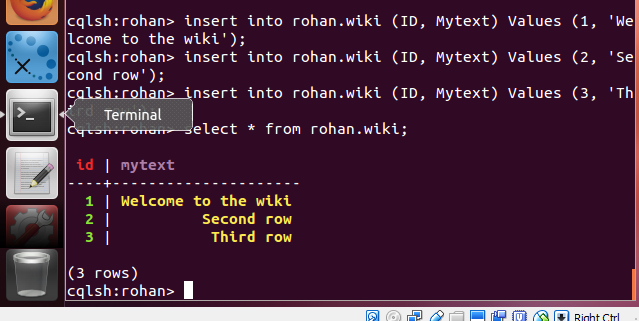 cqlsh:rohan> insert into rohan.wiki (ID, Mytext) Values (1, 'We
lcome to the wiki');
cqlsh:rohan> insert into rohan.wiki (ID, Mytext) Values (2, 'Se
cond row');
cqlsh:rohan> insert into rohan.wiki (ID, Mytext) Values (3, 'Th
Terminal
cqlsh:rohan> select * from rohan.wiki;
id | mytext
----+---------------------
1 | Welcome to the wiki
2 | Second row
3 | Third row
(3 rows)
cqlsh:rohan>
Right Ctrl